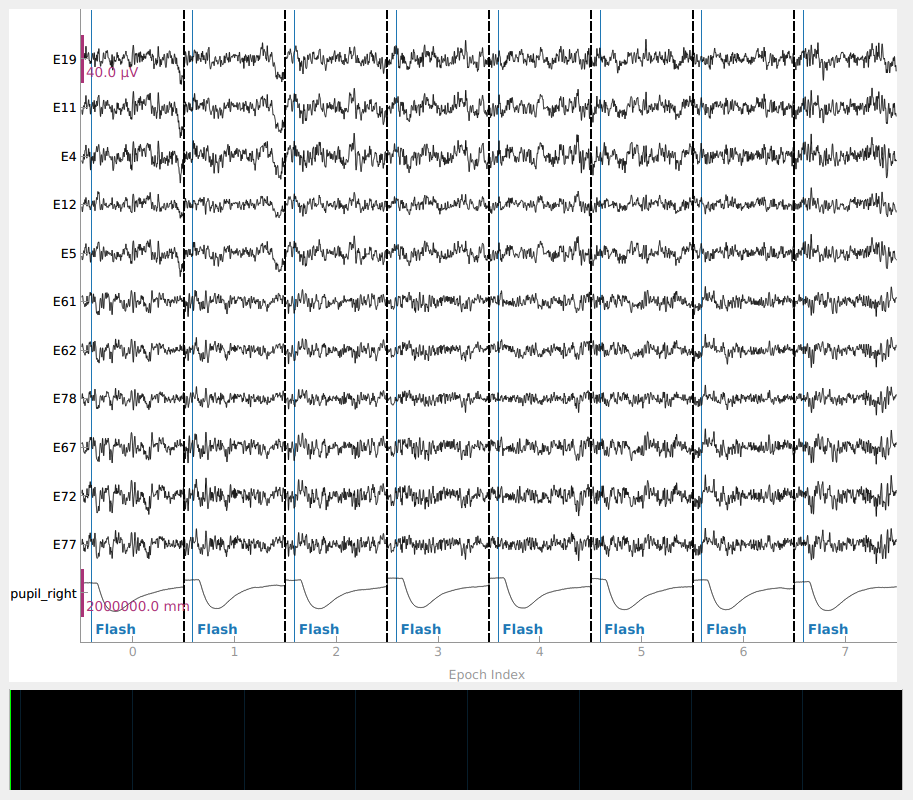 E19
40.0 µV
E11
E4
E12
E5
E61
E62
E78
E67
E72
E77
pupil_right
2000000.0 mm
Flash Flash Flash Flash Flash Flash Flash Flash
0 1 2 3 4 5 6 7
Epoch Index